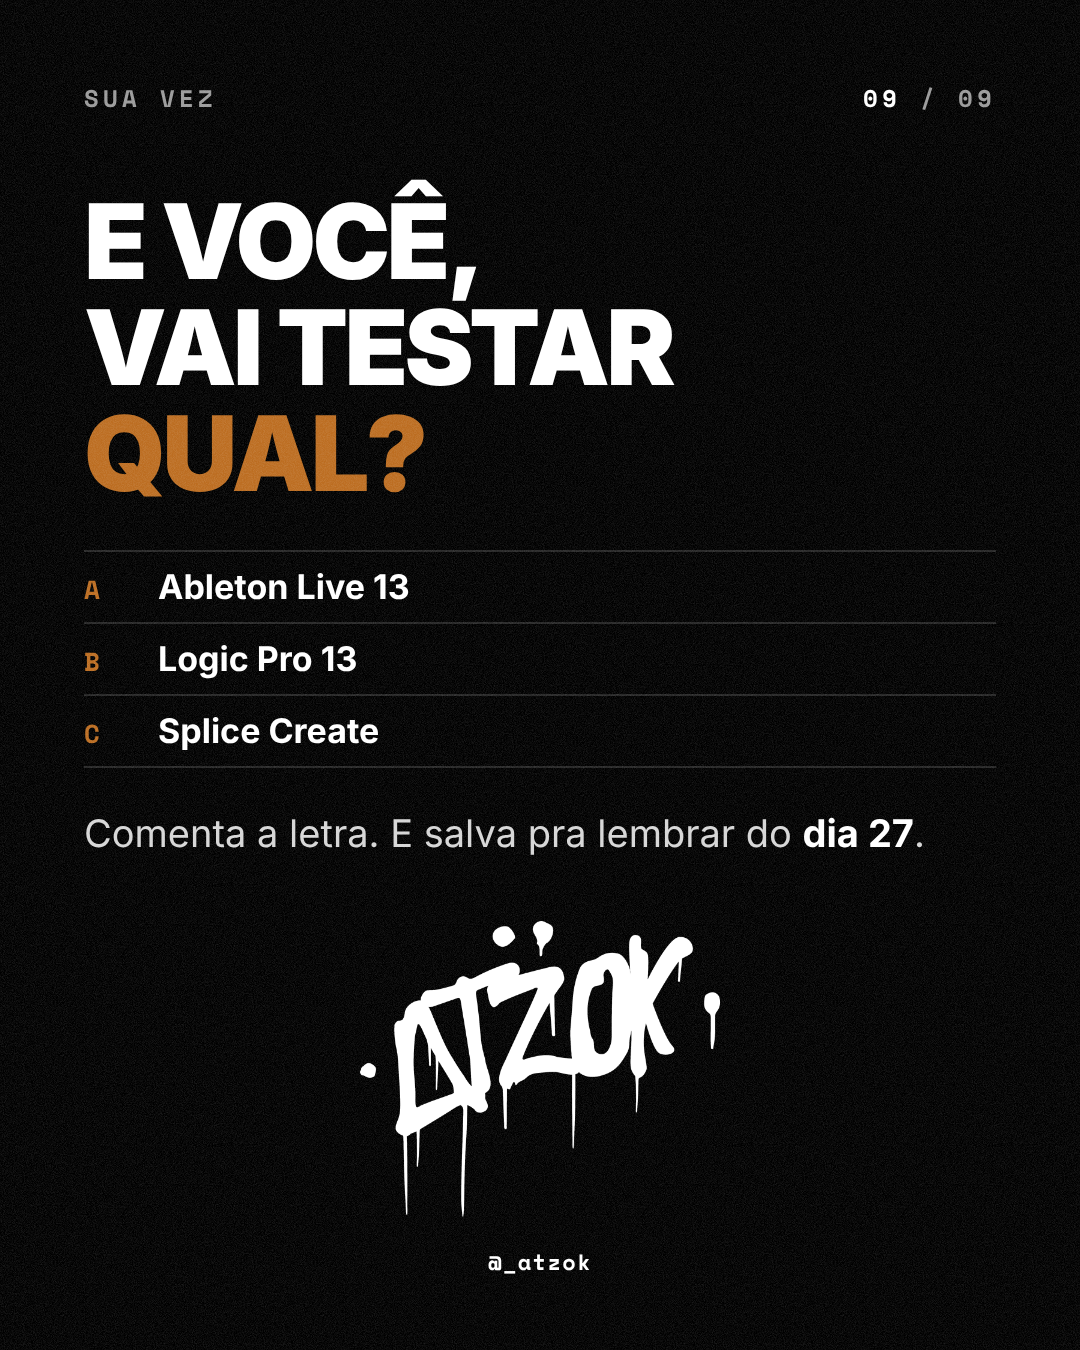 SUA VEZ
09 / 09
E VOCÊ,
VAI TESTAR
QUAL?
A Ableton Live 13
B Logic Pro 13
C Splice Create
Comenta a letra. E salva pra lembrar do dia 27.
ATZOK
@_atzok